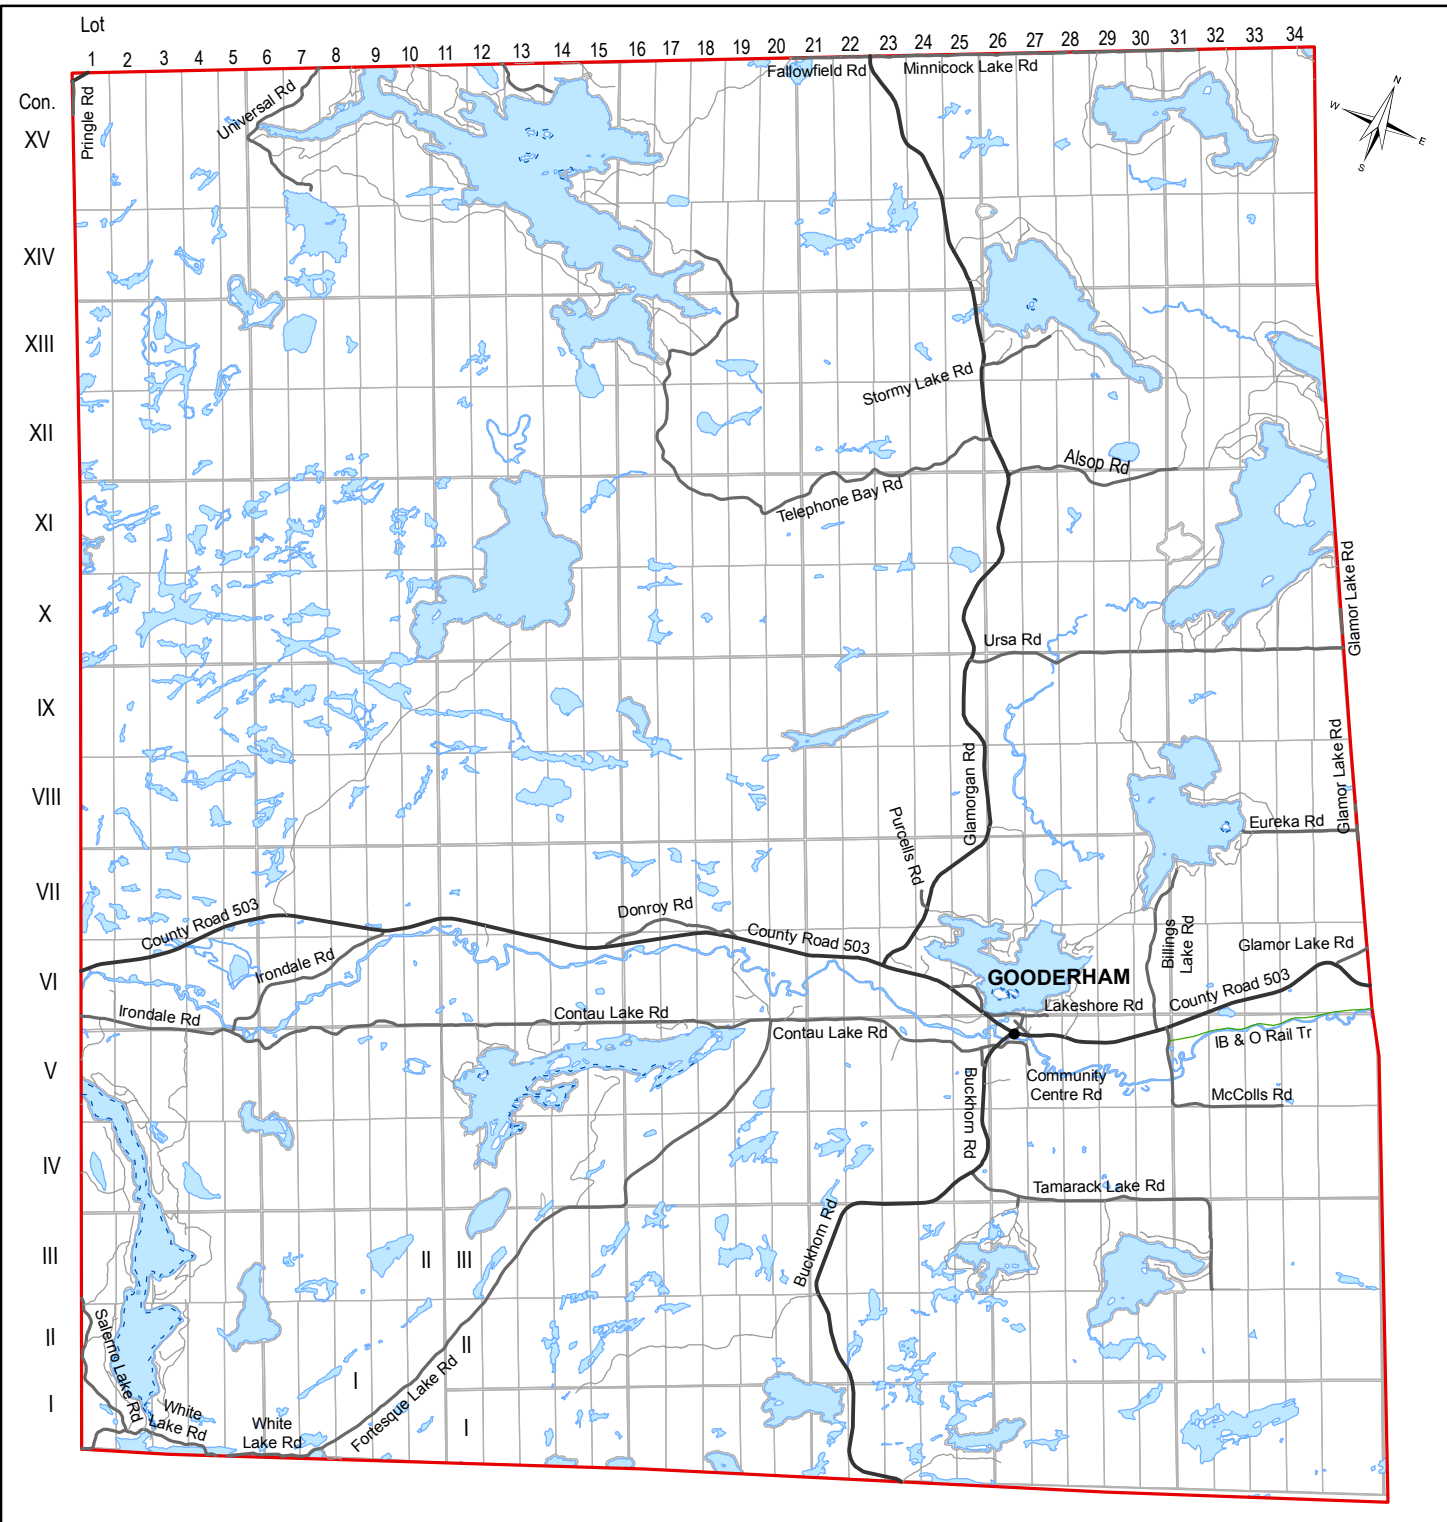 Lot
1 2 3 4 5 6 7 8 9 10 11 12 13 14 15 16 17 18 19 20 21 22 23 24 25 26 27 28 29 30 31 32 33 34
Con.
Pringle Rd
Universal Rd
Fallowfield Rd
Minnicock Lake Rd
N
W
E
S
XV
XIV
XIII
Stormy Lake Rd
XII
Alsop Rd
Telephone Bay Rd
XI
Glamor Lake Rd
X
Ursa Rd
IX
Glamorgan Rd
Glamor Lake Rd
VIII
Purcells Rd
Eureka Rd
VII
Donroy Rd
County Road 503
County Road 503
Billings
Lake Rd
Glamor Lake Rd
Irondale Rd
GOODERHAM
VI
County Road 503
Lakeshore Rd
Irondale Rd
Contau Lake Rd
Contau Lake Rd
IB & O Rail Tr
V
Buckhorn Rd
Community
Centre Rd
McColls Rd
IV
Tamarack Lake Rd
Buckhorn Rd
III
II
III
II
Salerno Lake Rd
II
I
Fortesque Lake Rd
I
White
Lake Rd
White
Lake Rd
I